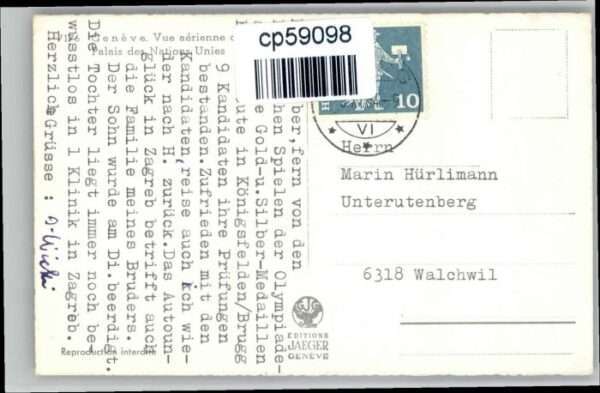 Genève. Vue aérienne
Palais des Nations Unies
cp59098
10
VI
ber, fern von den
hen Spielen der Olympiade-
e Gold-u.Silber-Medaillen
ute in Königsfelden/Brugg
9 Kandidaten ihre Prüfungen
bestanden. Zufrieden mit den
Kandidaten, reise auch ich wie-
der nach H. zurück. Das Autoun-
glück in Zagreb betrifft auch
die Familie meines Bruders.
Der Sohn wurde am Di. beerdigt.
Die Tochter liegt immer noch be-
wusstlos in 1 Klinik in Zagreb.
Herzliche Grüsse :
Herrn
Marin Hürlimann
Unterutenberg
6318 Walchwil
EDITIONS
JAEGER
GENÈVE
Reproduction interdite